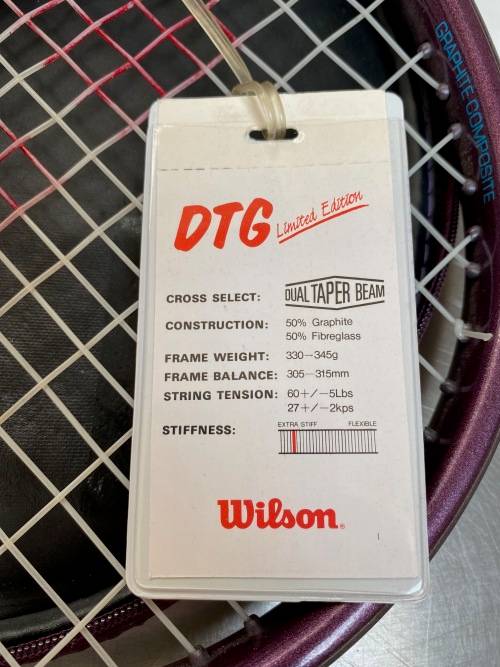 GRAPHITE COMPOSITE
DTG Limited Edition
CROSS SELECT: DUAL TAPER BEAM
CONSTRUCTION: 50% Graphite
50% Fibreglass
FRAME WEIGHT: 330—345g
FRAME BALANCE: 305—315mm
STRING TENSION: 60+/−5Lbs
27+/−2kps
STIFFNESS: EXTRA STIFF FLEXIBLE
Wilson®